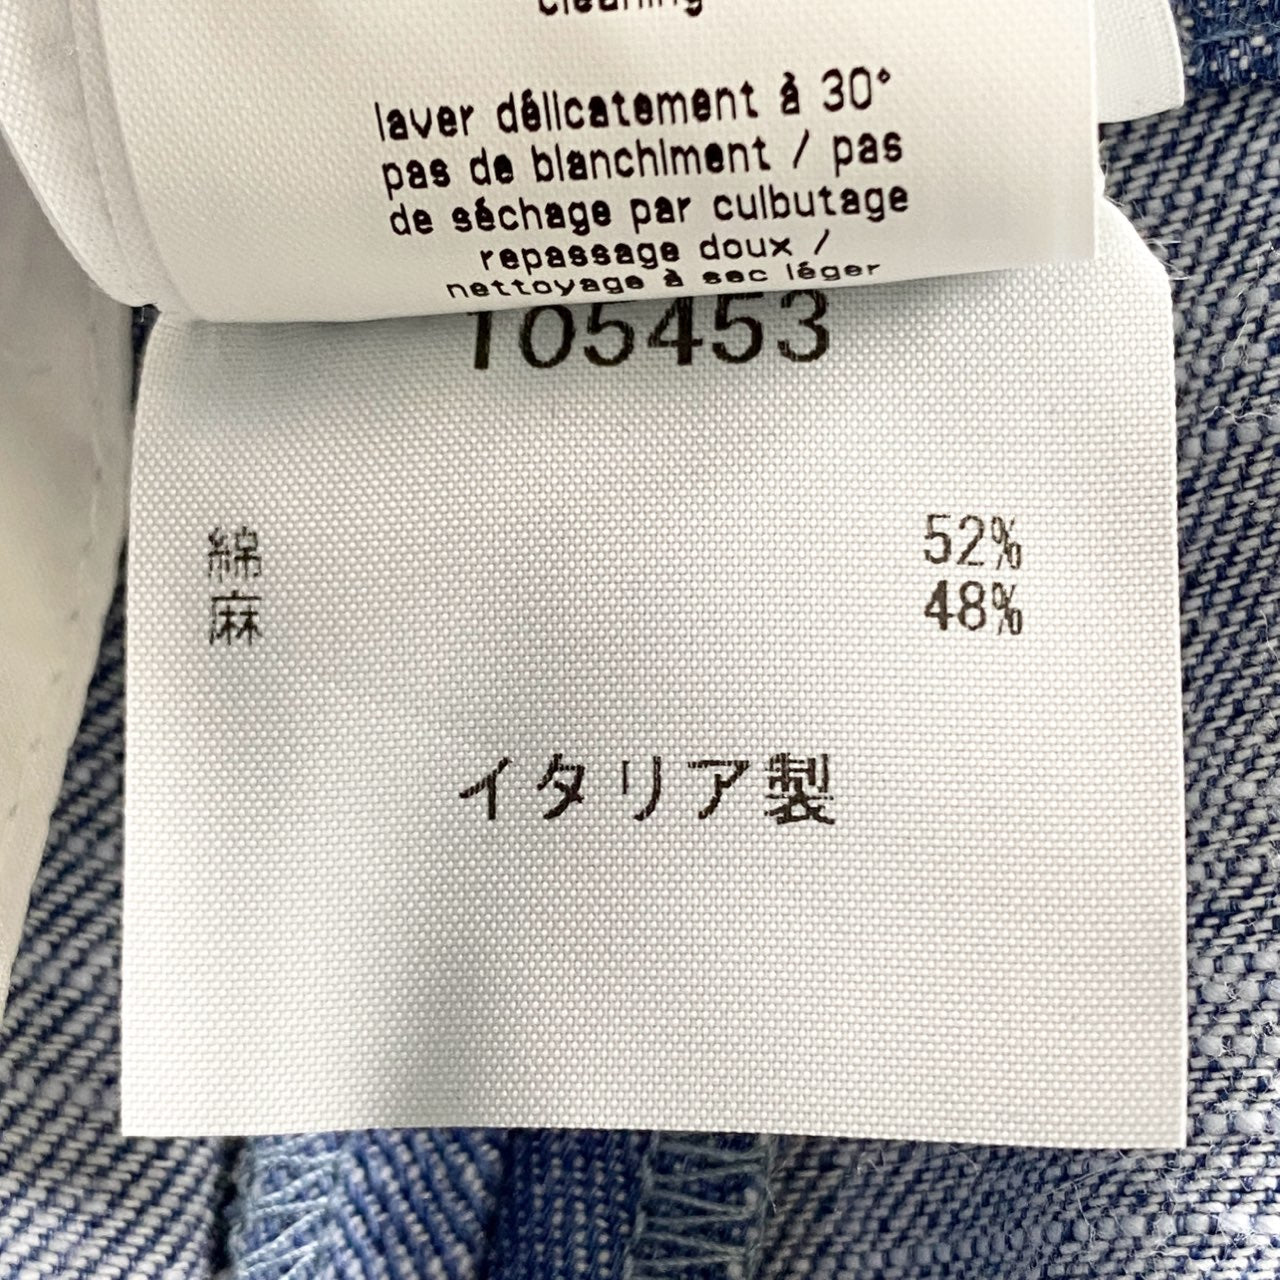 cleaning
laver délicatement à 30°
pas de blanchiment / pas
de séchage par culbutage
repassage doux /
nettoyage à sec léger
105453
綿 52%
麻 48%
イタリア製